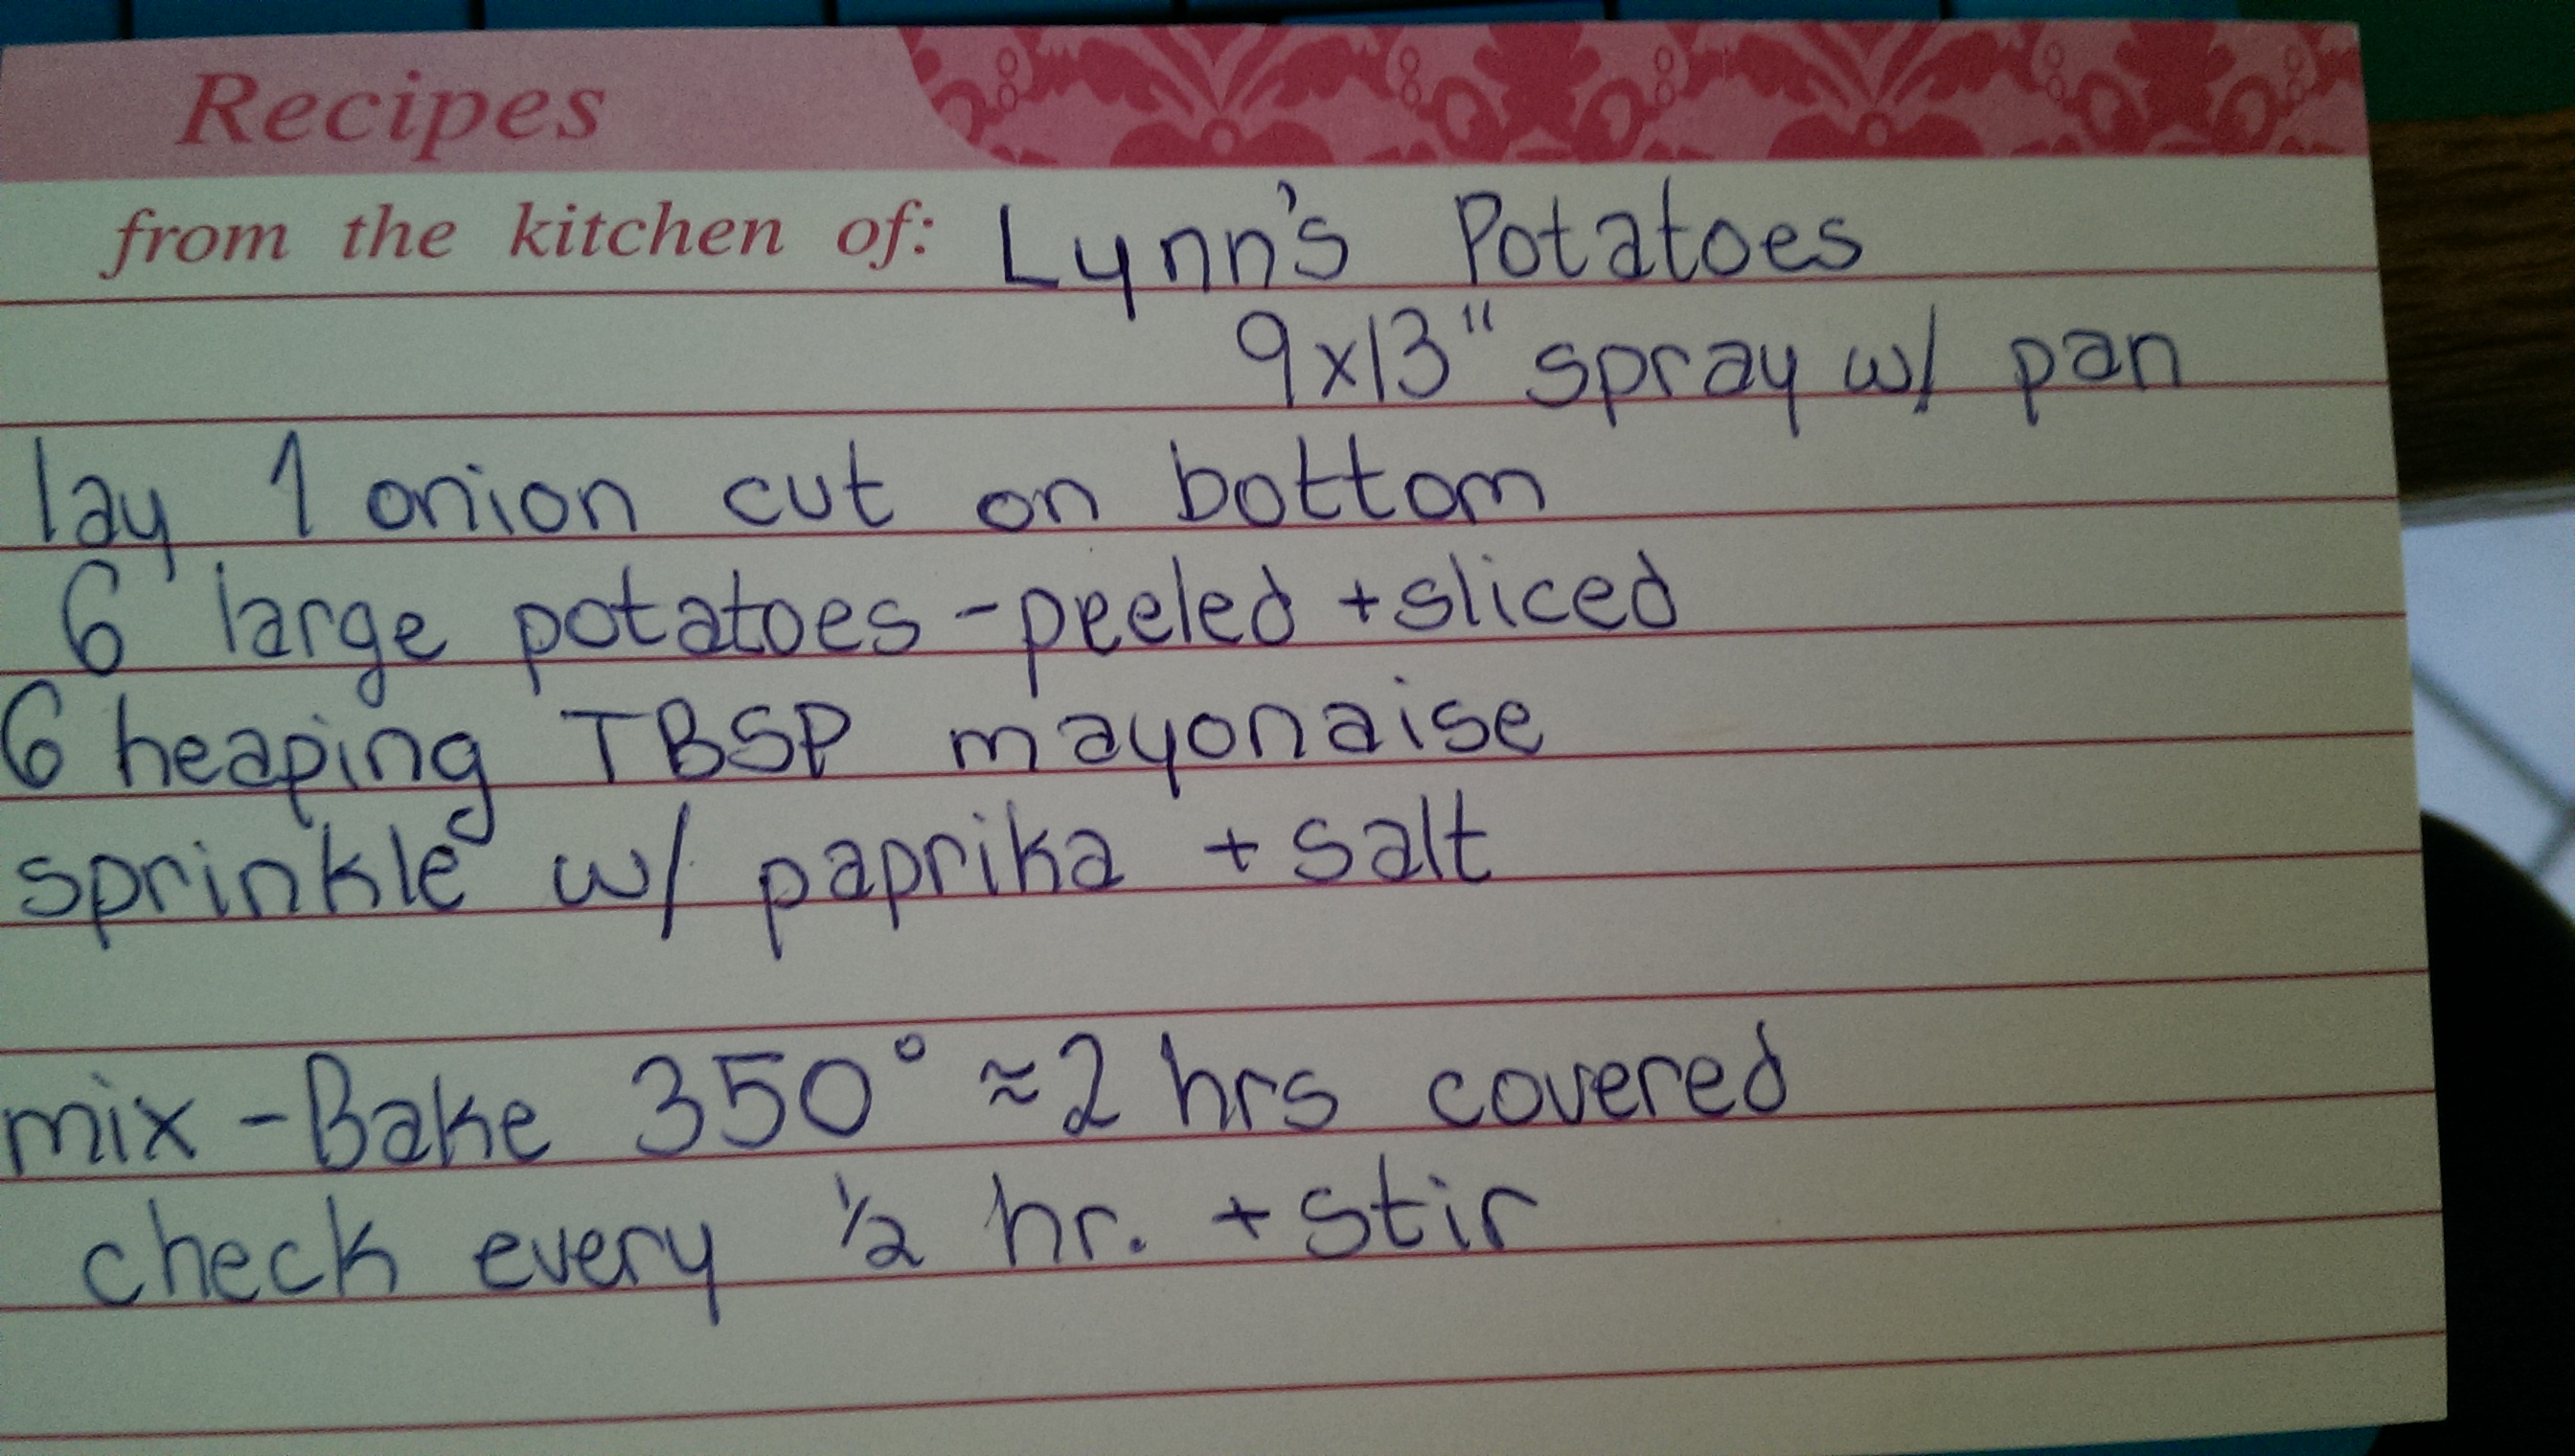 Recipes
from the kitchen of: Lynn's Potatoes
9x13" spray w/ pan
lay 1 onion cut on bottom
6 large potatoes - peeled + sliced
6 heaping TBSP mayonaise
sprinkle w/ paprika + salt
mix - Bake 350° ≈ 2 hrs covered
check every ½ hr. + stir